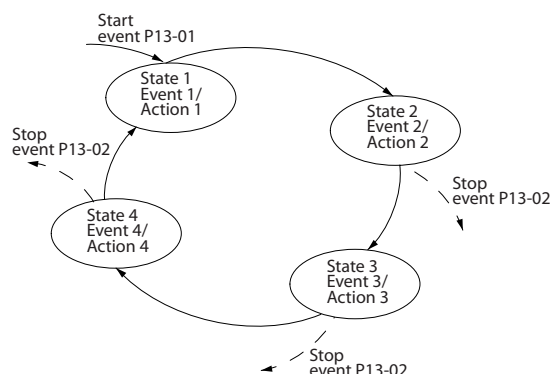 Start
event P13-01
State 1
Event 1/
Action 1
State 2
Event 2/
Action 2
Stop
event P13-02
Stop
event P13-02
State 4
Event 4/
Action 4
State 3
Event 3/
Action 3
Stop
event P13-02